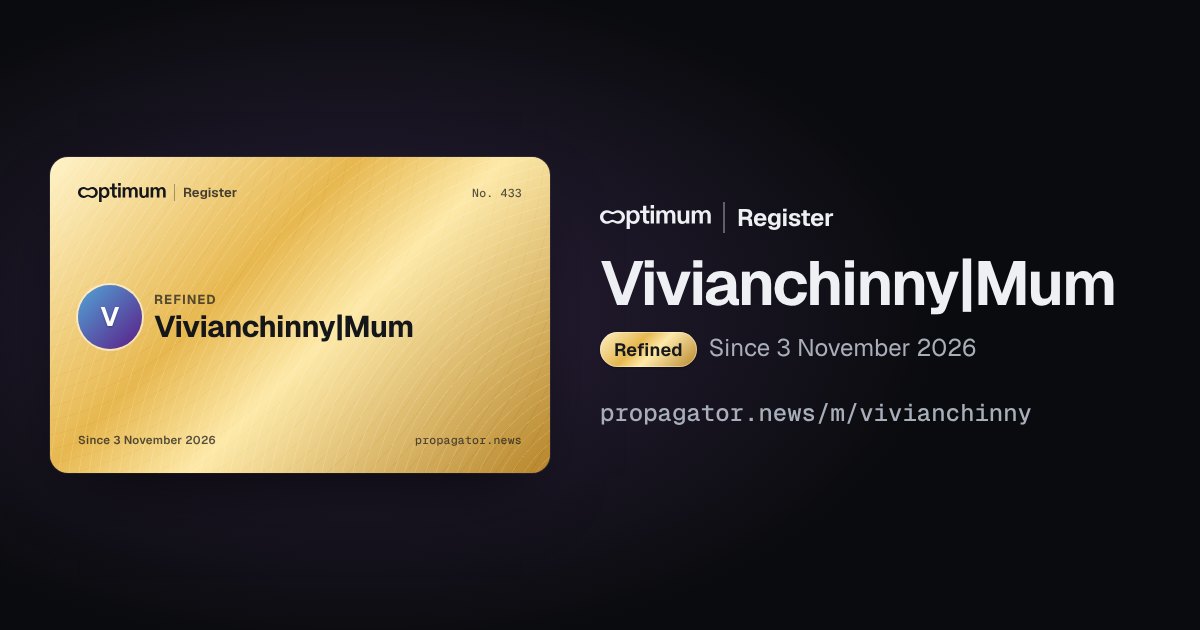 optimum | Register
No. 433
V
REFINED
Vivianchinny|Mum
Since 3 November 2026
propagator.news
optimum | Register
Vivianchinny|Mum
Refined
Since 3 November 2026
propagator.news/m/vivianchinny